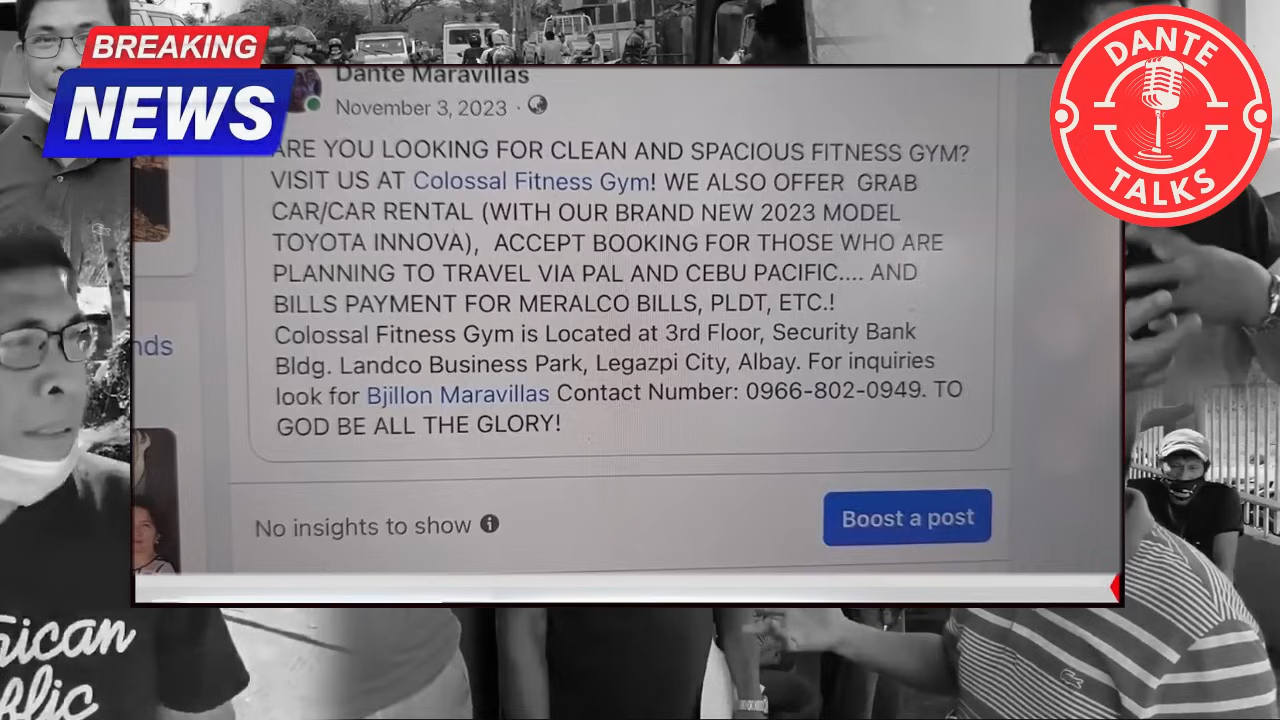 BREAKING
NEWS
DANTE
TALKS
Dante Maravillas
November 3, 2023 ·
ARE YOU LOOKING FOR CLEAN AND SPACIOUS FITNESS GYM?
VISIT US AT Colossal Fitness Gym! WE ALSO OFFER GRAB
CAR/CAR RENTAL (WITH OUR BRAND NEW 2023 MODEL
TOYOTA INNOVA), ACCEPT BOOKING FOR THOSE WHO ARE
PLANNING TO TRAVEL VIA PAL AND CEBU PACIFIC.... AND
BILLS PAYMENT FOR MERALCO BILLS, PLDT, ETC.!
Colossal Fitness Gym is Located at 3rd Floor, Security Bank
Bldg. Landco Business Park, Legazpi City, Albay. For inquiries
look for Bjillon Maravillas Contact Number: 0966-802-0949. TO
GOD BE ALL THE GLORY!
No insights to show
Boost a post